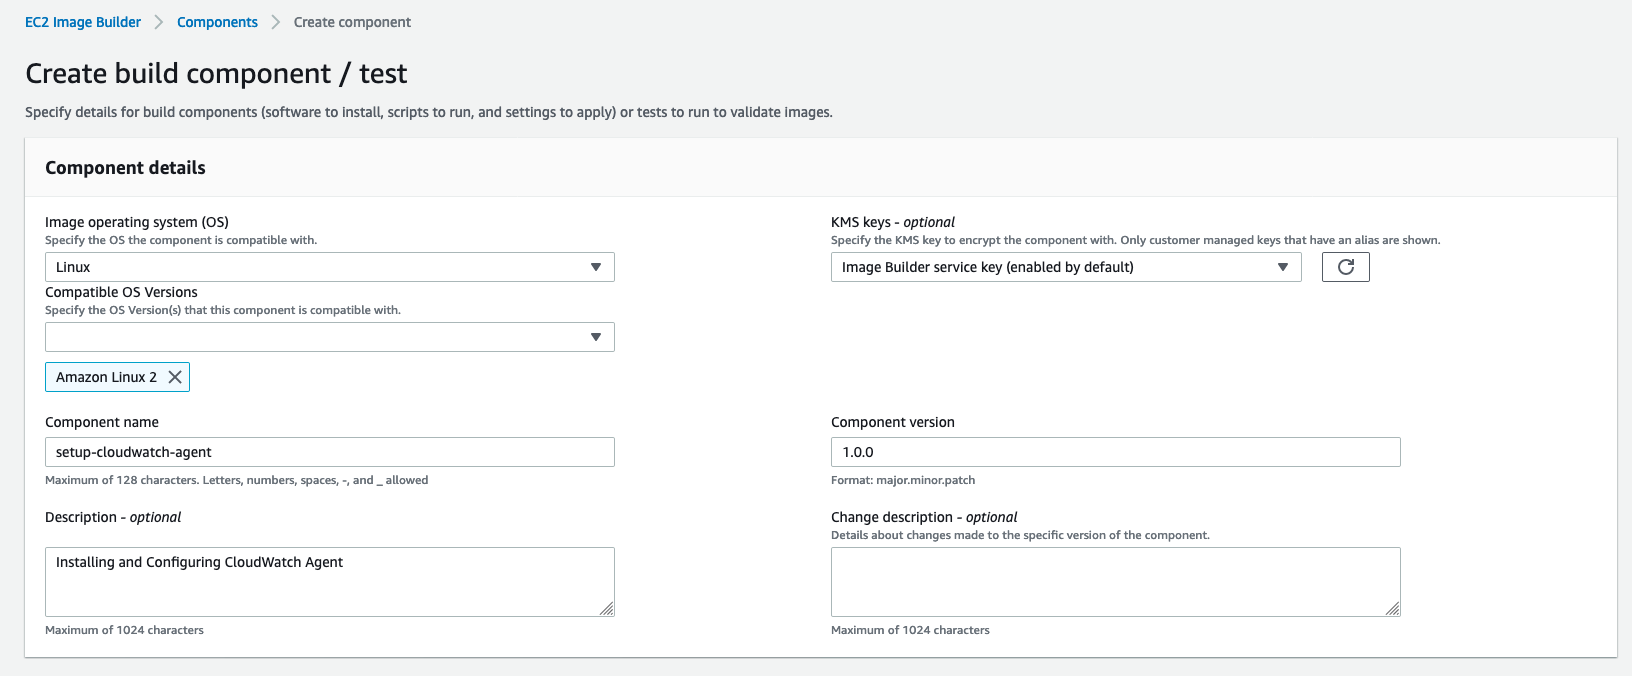 EC2 Image Builder > Components > Create component
Create build component / test
Specify details for build components (software to install, scripts to run, and settings to apply) or tests to run to validate images.
Component details
Image operating system (OS)
Specify the OS the component is compatible with.
Linux
Compatible OS Versions
Specify the OS Version(s) that this component is compatible with.
Amazon Linux 2
KMS keys - optional
Specify the KMS key to encrypt the component with. Only customer managed keys that have an alias are shown.
Image Builder service key (enabled by default)
Component name
setup-cloudwatch-agent
Maximum of 128 characters. Letters, numbers, spaces, -, and _ allowed
Component version
1.0.0
Format: major.minor.patch
Description - optional
Installing and Configuring CloudWatch Agent
Maximum of 1024 characters
Change description - optional
Details about changes made to the specific version of the component.
Maximum of 1024 characters